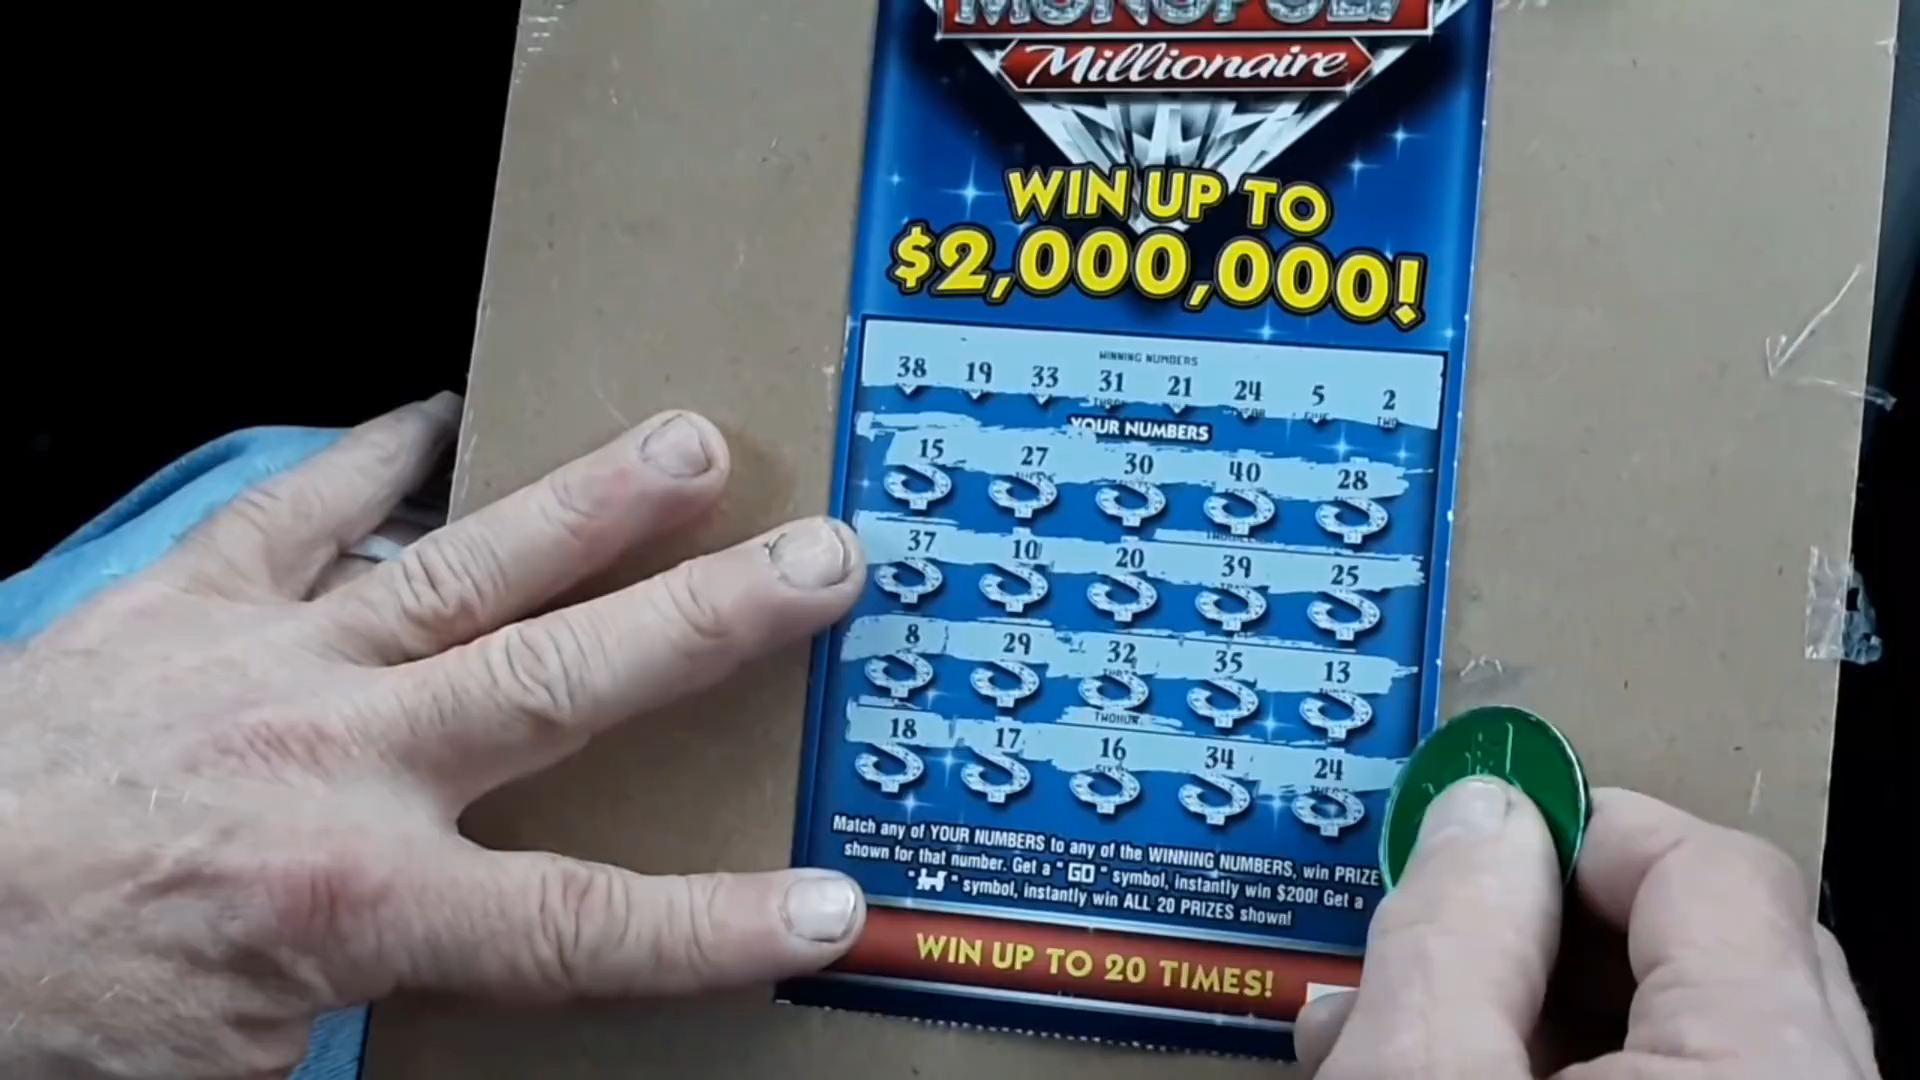 MONOPOLY
Millionaire
WIN UP TO
$2,000,000!
WINNING NUMBERS
38 19 33 31 21 24 5 2
YOUR NUMBERS
15 27 30 40 28
37 10 20 39 25
8 29 32 35 13
18 17 16 34 24
Match any of YOUR NUMBERS to any of the WINNING NUMBERS, win PRIZE
shown for that number. Get a "GO" symbol, instantly win $200! Get a
" " symbol, instantly win ALL 20 PRIZES shown!
WIN UP TO 20 TIMES!